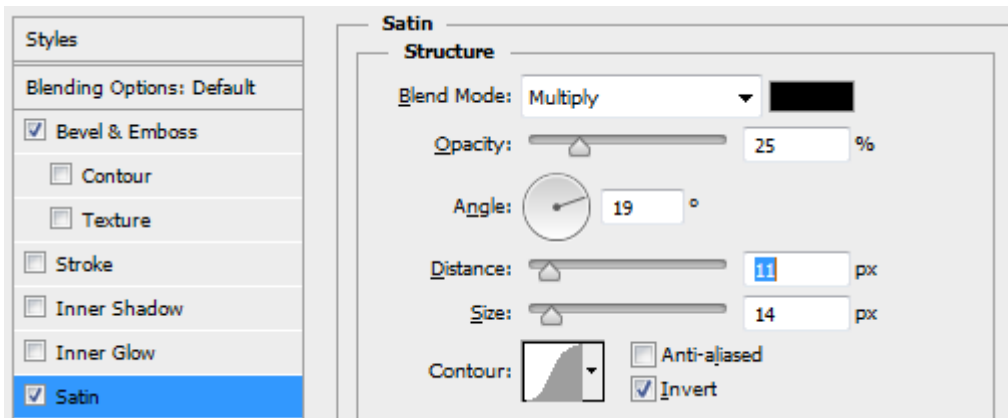 Styles
Blending Options: Default
Bevel & Emboss
Contour
Texture
Stroke
Inner Shadow
Inner Glow
Satin
Satin
Structure
Blend Mode: Multiply
Opacity: 25 %
Angle: 19 °
Distance: 11 px
Size: 14 px
Contour: Anti-aliased
Invert